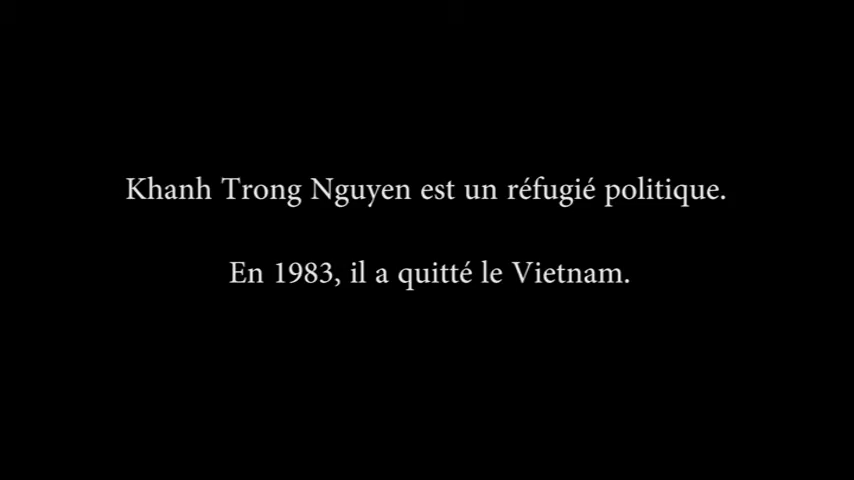 Khanh Trong Nguyen est un réfugié politique.
En 1983, il a quitté le Vietnam.